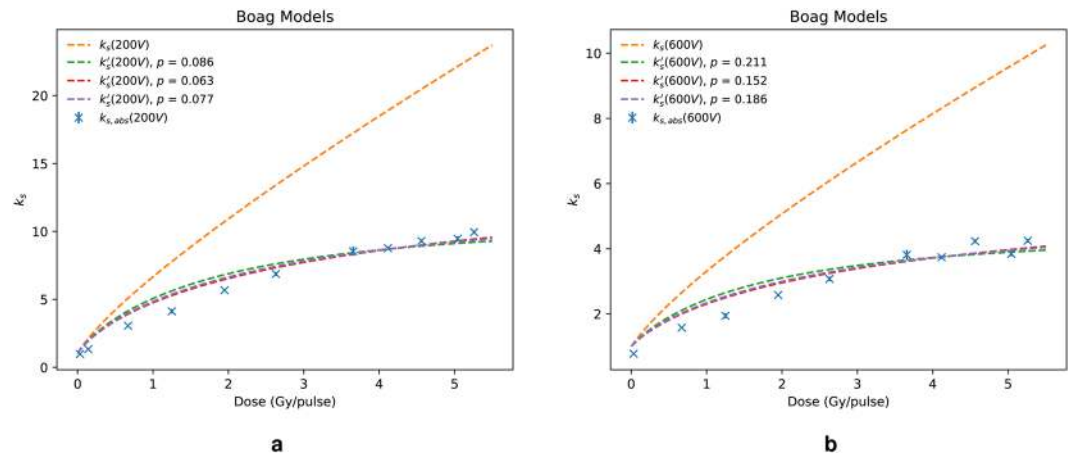 Boag Models
k_s(200V)
k'_s(200V), p = 0.086
k'_s(200V), p = 0.063
k'_s(200V), p = 0.077
k_{s,abs}(200V)
20
15
10
5
0
k_s
0 1 2 3 4 5
Dose (Gy/pulse)
a
Boag Models
k_s(600V)
k'_s(600V), p = 0.211
k'_s(600V), p = 0.152
k'_s(600V), p = 0.186
k_{s,abs}(600V)
10
8
6
4
2
k_s
0 1 2 3 4 5
Dose (Gy/pulse)
b